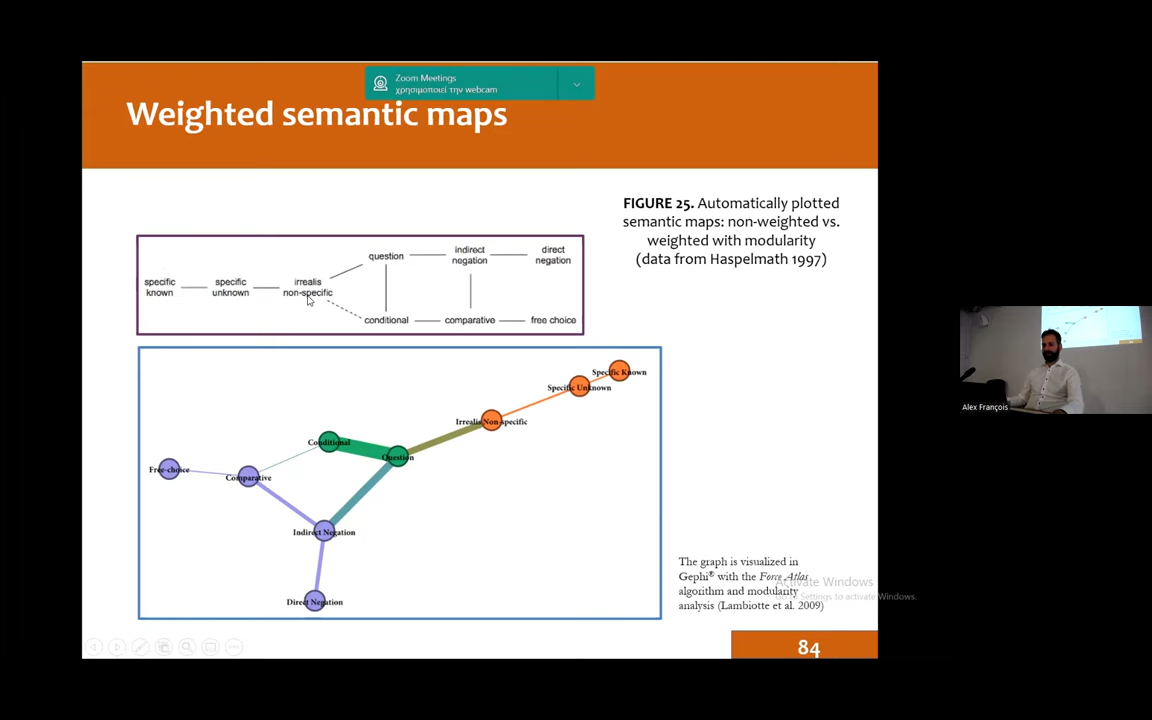 Zoom Meetings
χρησιμοποιεί την webcam
Weighted semantic maps
FIGURE 25. Automatically plotted
semantic maps: non-weighted vs.
weighted with modularity
(data from Haspelmath 1997)
specific
known
specific
unknown
irrealis
non-specific
question
indirect
negation
direct
negation
conditional
comparative
free choice
Specific Known
Specific Unknown
Irrealis Non-specific
Conditional
Question
Free-choice
Comparative
Indirect Negation
Direct Negation
The graph is visualized in
Gephi® with the Force Atlas
algorithm and modularity
analysis (Lambiotte et al. 2009)
Activate Windows
Go to Settings to activate Windows.
84
Alex François